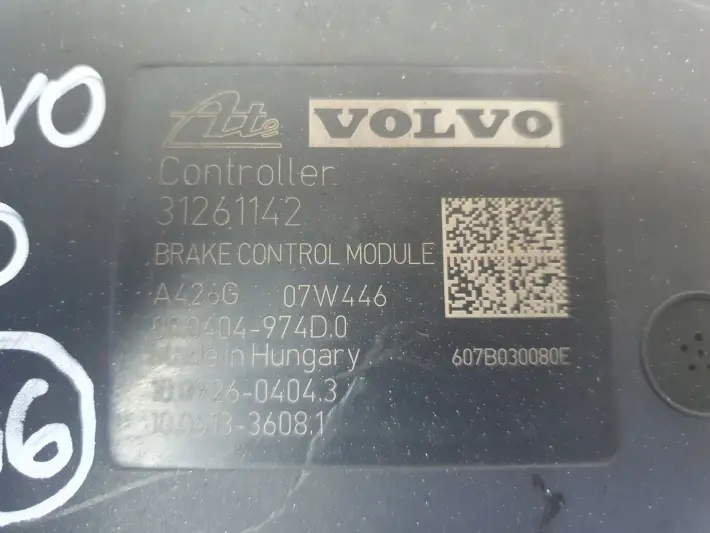 Ate VOLVO
Controller
31261142
BRAKE CONTROL MODULE
A426G 07W446
00.0404-974D.0
Made in Hungary
607B030080E
10.0926-0404.3
10.0613-3608.1
VO